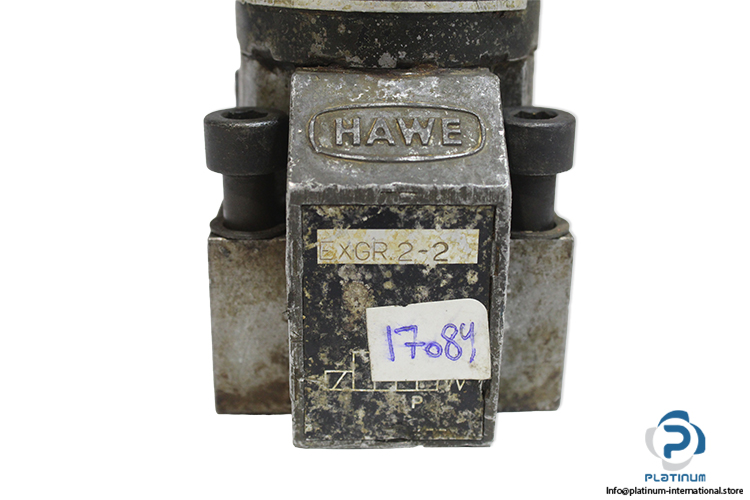 HAWE
EXGR.2-2
17084
P
PLATINUM
Info@platinum-international.store